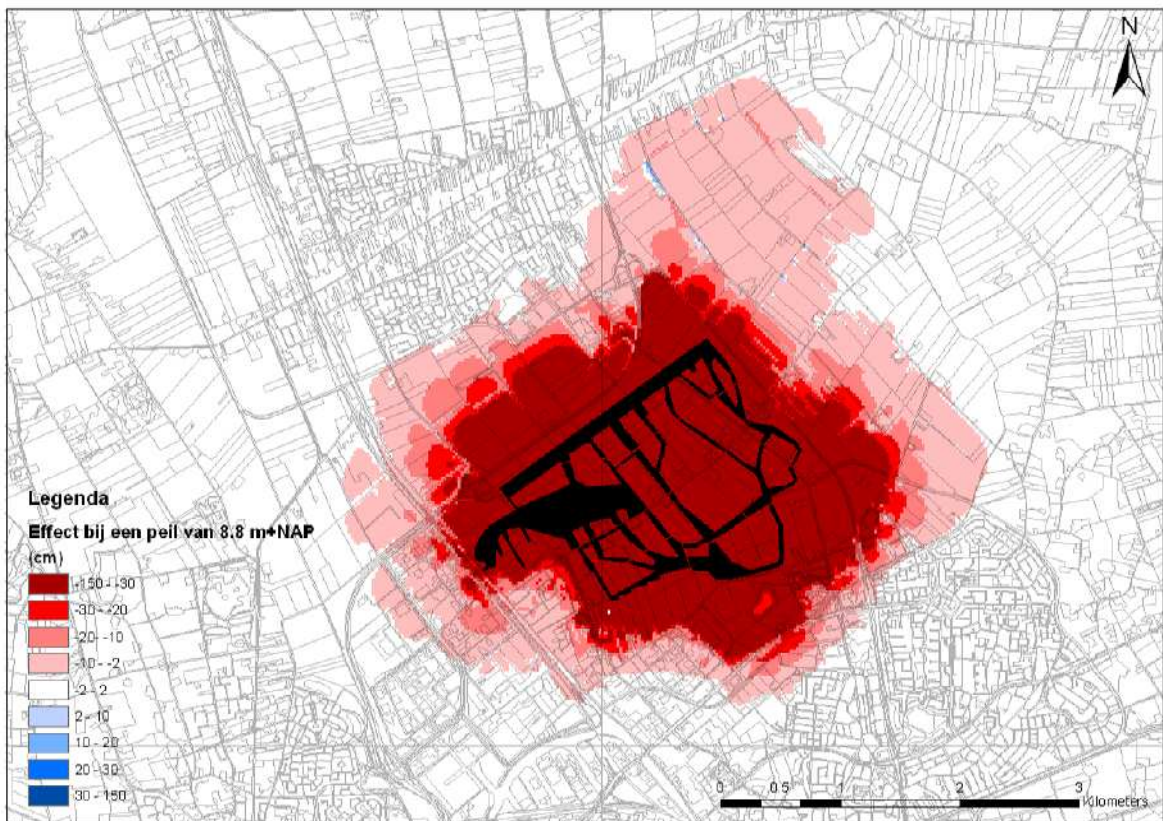 N
Legenda
Effect bij een peil van 8.8 m+NAP
(cm)
-150 - -30
-30 - -20
-20 - -10
-10 - -2
-2 - 2
2 - 10
10 - 20
20 - 30
30 - 150
0 0.5 1 2 3
Kilometers